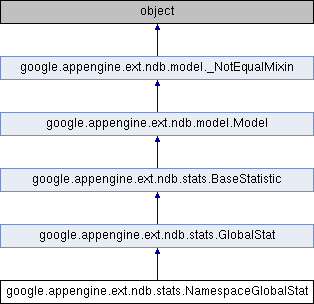 object
google.appengine.ext.ndb.model._NotEqualMixin
google.appengine.ext.ndb.model.Model
google.appengine.ext.ndb.stats.BaseStatistic
google.appengine.ext.ndb.stats.GlobalStat
google.appengine.ext.ndb.stats.NamespaceGlobalStat